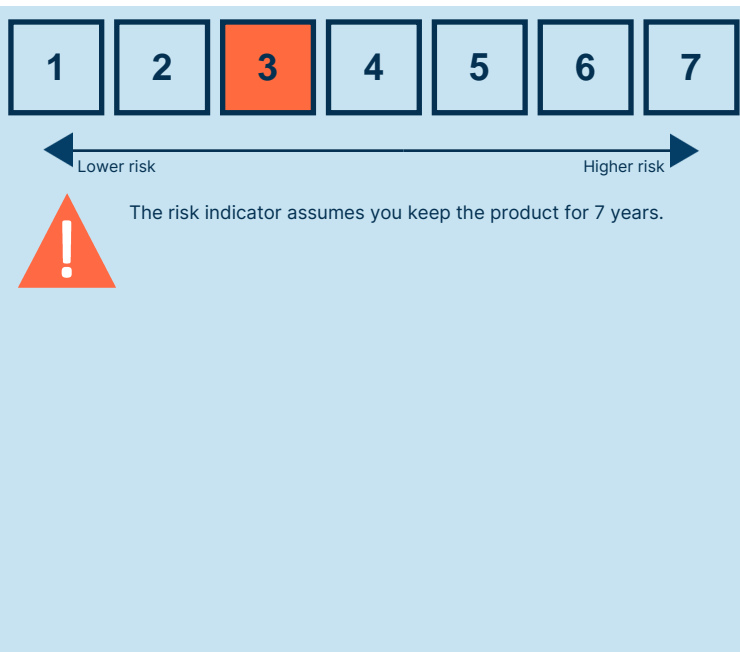 1 2 3 4 5 6 7
Lower risk Higher risk
The risk indicator assumes you keep the product for 7 years.